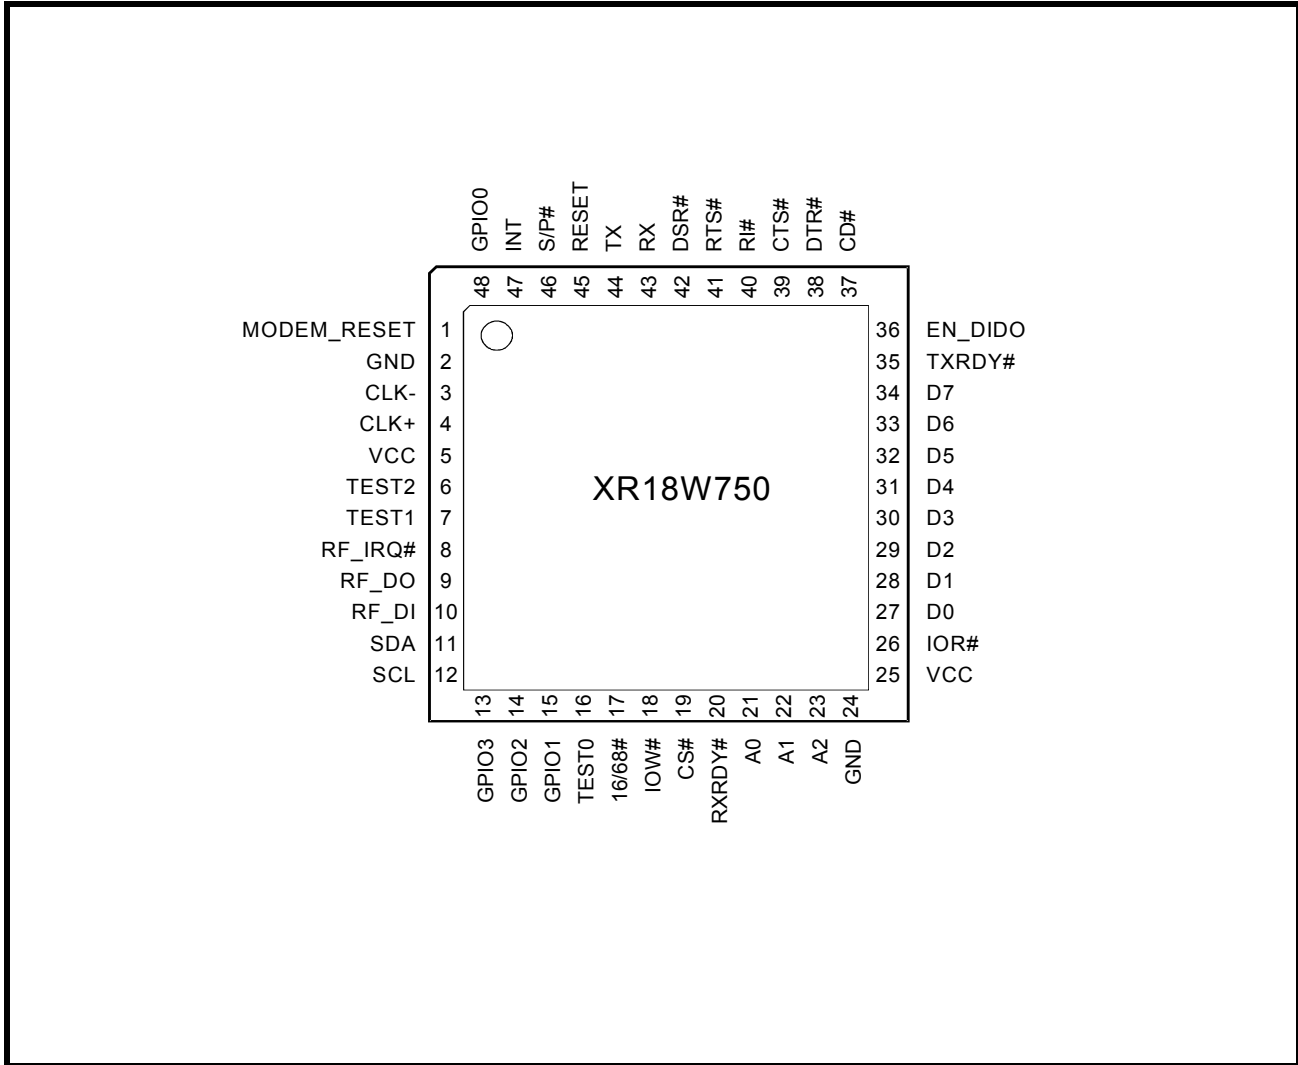 GPIO0 INT S/P# RESET TX RX DSR# RTS# RI# CTS# DTR# CD#
48 47 46 45 44 43 42 41 40 39 38 37
MODEM_RESET 1 36 EN_DIDO
GND 2 35 TXRDY#
CLK- 3 34 D7
CLK+ 4 33 D6
VCC 5 32 D5
TEST2 6 31 D4
XR18W750
TEST1 7 30 D3
RF_IRQ# 8 29 D2
RF_DO 9 28 D1
RF_DI 10 27 D0
SDA 11 26 IOR#
SCL 12 25 VCC
13 14 15 16 17 18 19 20 21 22 23 24
GPIO3 GPIO2 GPIO1 TEST0 16/68# IOW# CS# RXRDY# A0 A1 A2 GND